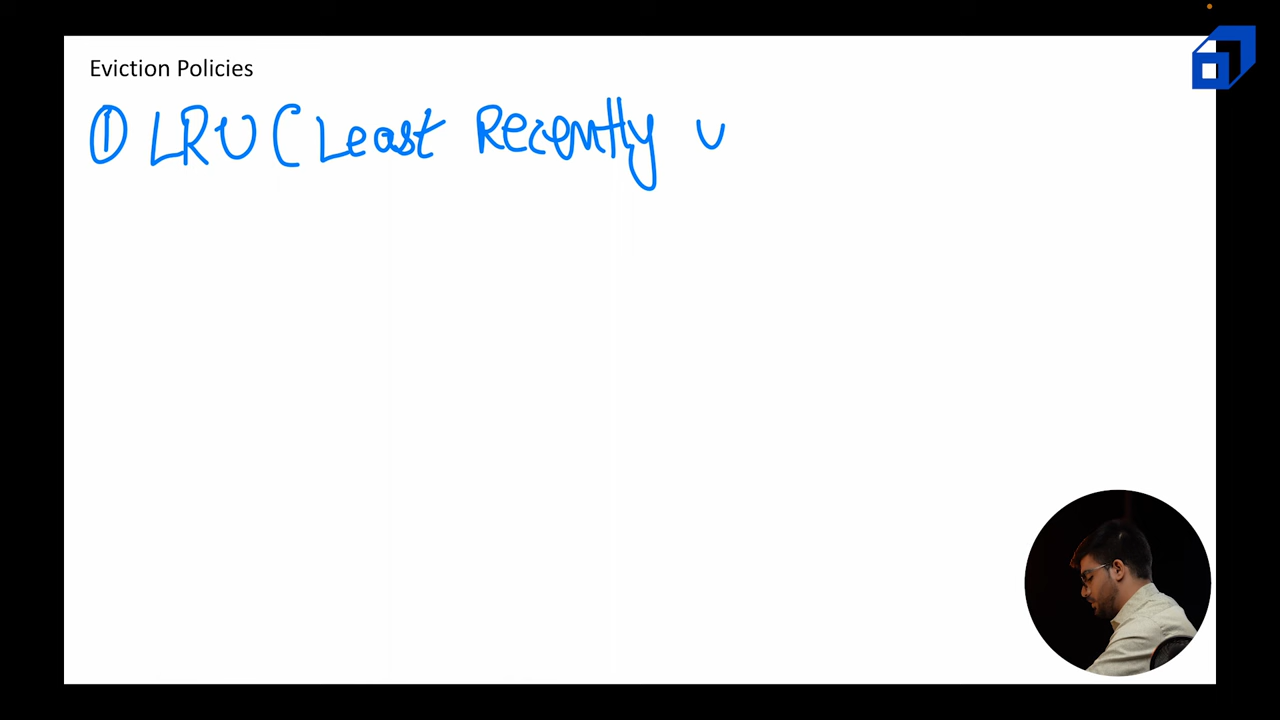 Eviction Policies
① LRU ( Least Recently U